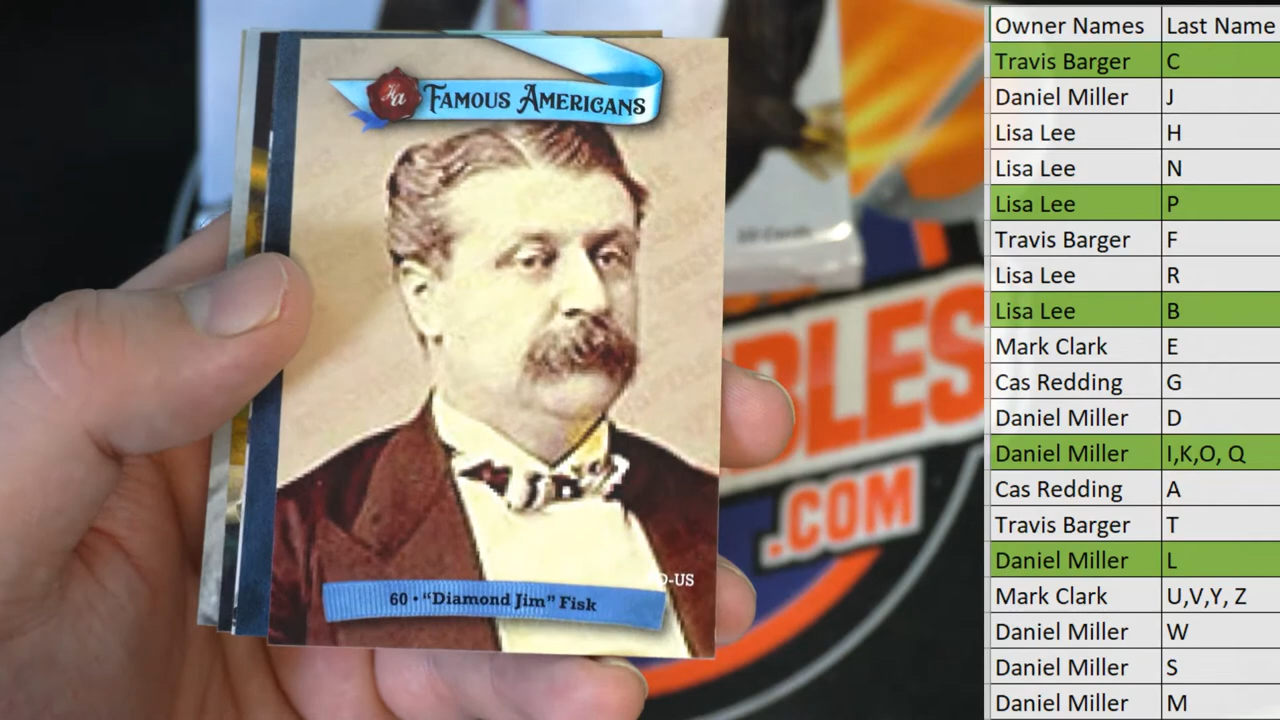 Ha
FAMOUS AMERICANS
D-US
60 • “Diamond Jim” Fisk
BLES
.COM
Owner Names Last Name
Travis Barger C
Daniel Miller J
Lisa Lee H
Lisa Lee N
Lisa Lee P
Travis Barger F
Lisa Lee R
Lisa Lee B
Mark Clark E
Cas Redding G
Daniel Miller D
Daniel Miller I,K,O, Q
Cas Redding A
Travis Barger T
Daniel Miller L
Mark Clark U,V,Y, Z
Daniel Miller W
Daniel Miller S
Daniel Miller M